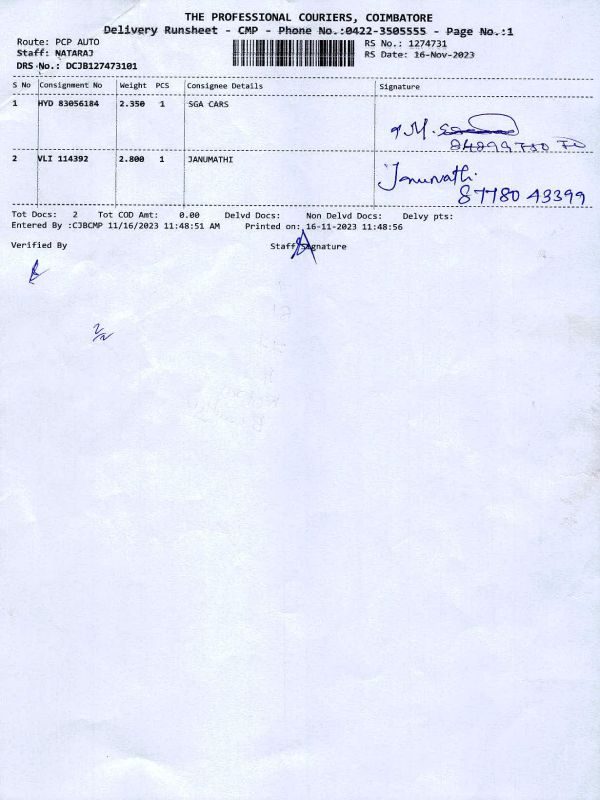 THE PROFESSIONAL COURIERS, COIMBATORE
Delivery Runsheet - CMP - Phone No.:0422-3505555 - Page No.:1
Route: PCP AUTO
Staff: NATARAJ
DRS No.: DCJB127473101
RS No.: 1274731
RS Date: 16-Nov-2023
S No Consignment No Weight PCS Consignee Details Signature
1 HYD 83056184 2.350 1 SGA CARS
2 VLI 114392 2.800 1 JANUMATHI
Janumathi
87780 43399
Tot Docs: 2 Tot COD Amt: 0.00 Delvd Docs: Non Delvd Docs: Delvy pts:
Entered By :CJBCMP 11/16/2023 11:48:51 AM Printed on: 16-11-2023 11:48:56
Verified By Staff Signature